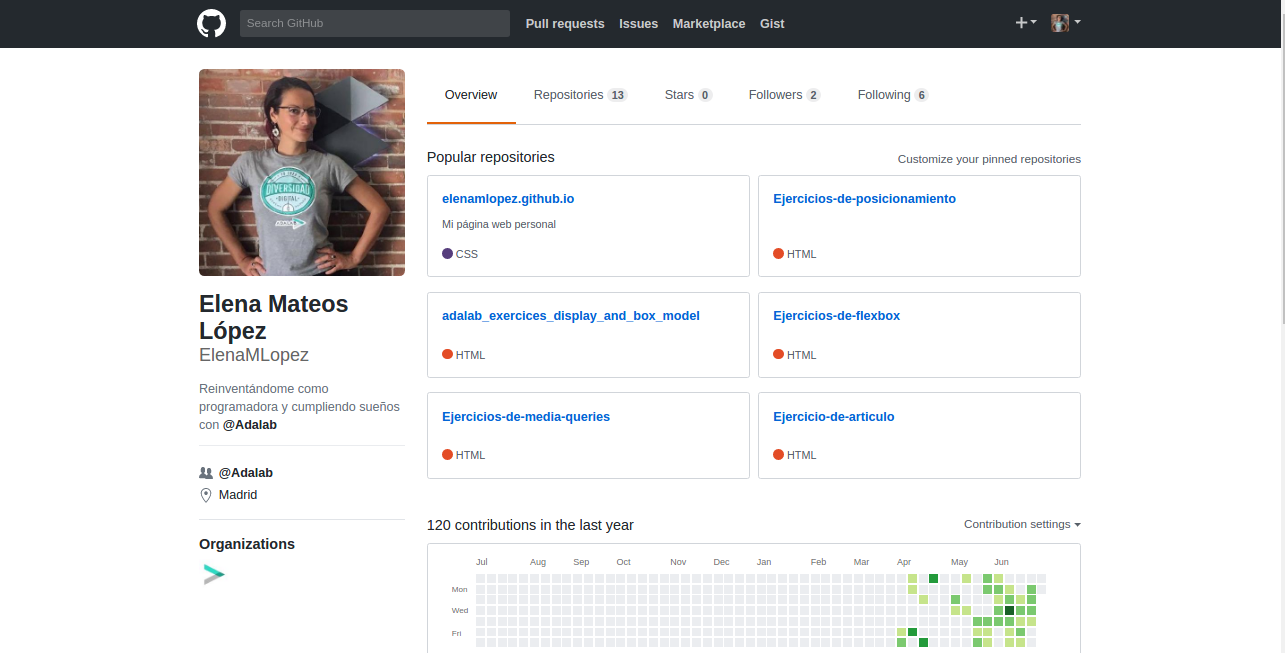 Search GitHub
Pull requests
Issues
Marketplace
Gist
DIVERSIDAD
DIGITAL
Elena Mateos
López
ElenaMLopez
Reinventándome como
programadora y cumpliendo sueños
con @Adalab
@Adalab
Madrid
Organizations
Overview
Repositories 13
Stars 0
Followers 2
Following 6
Popular repositories
Customize your pinned repositories
elenamlopez.github.io
Mi página web personal
CSS
Ejercicios-de-posicionamiento
HTML
adalab_exercices_display_and_box_model
HTML
Ejercicios-de-flexbox
HTML
Ejercicios-de-media-queries
HTML
Ejercicio-de-articulo
HTML
120 contributions in the last year
Contribution settings
Jul Aug Sep Oct Nov Dec Jan Feb Mar Apr May Jun
Mon
Wed
Fri